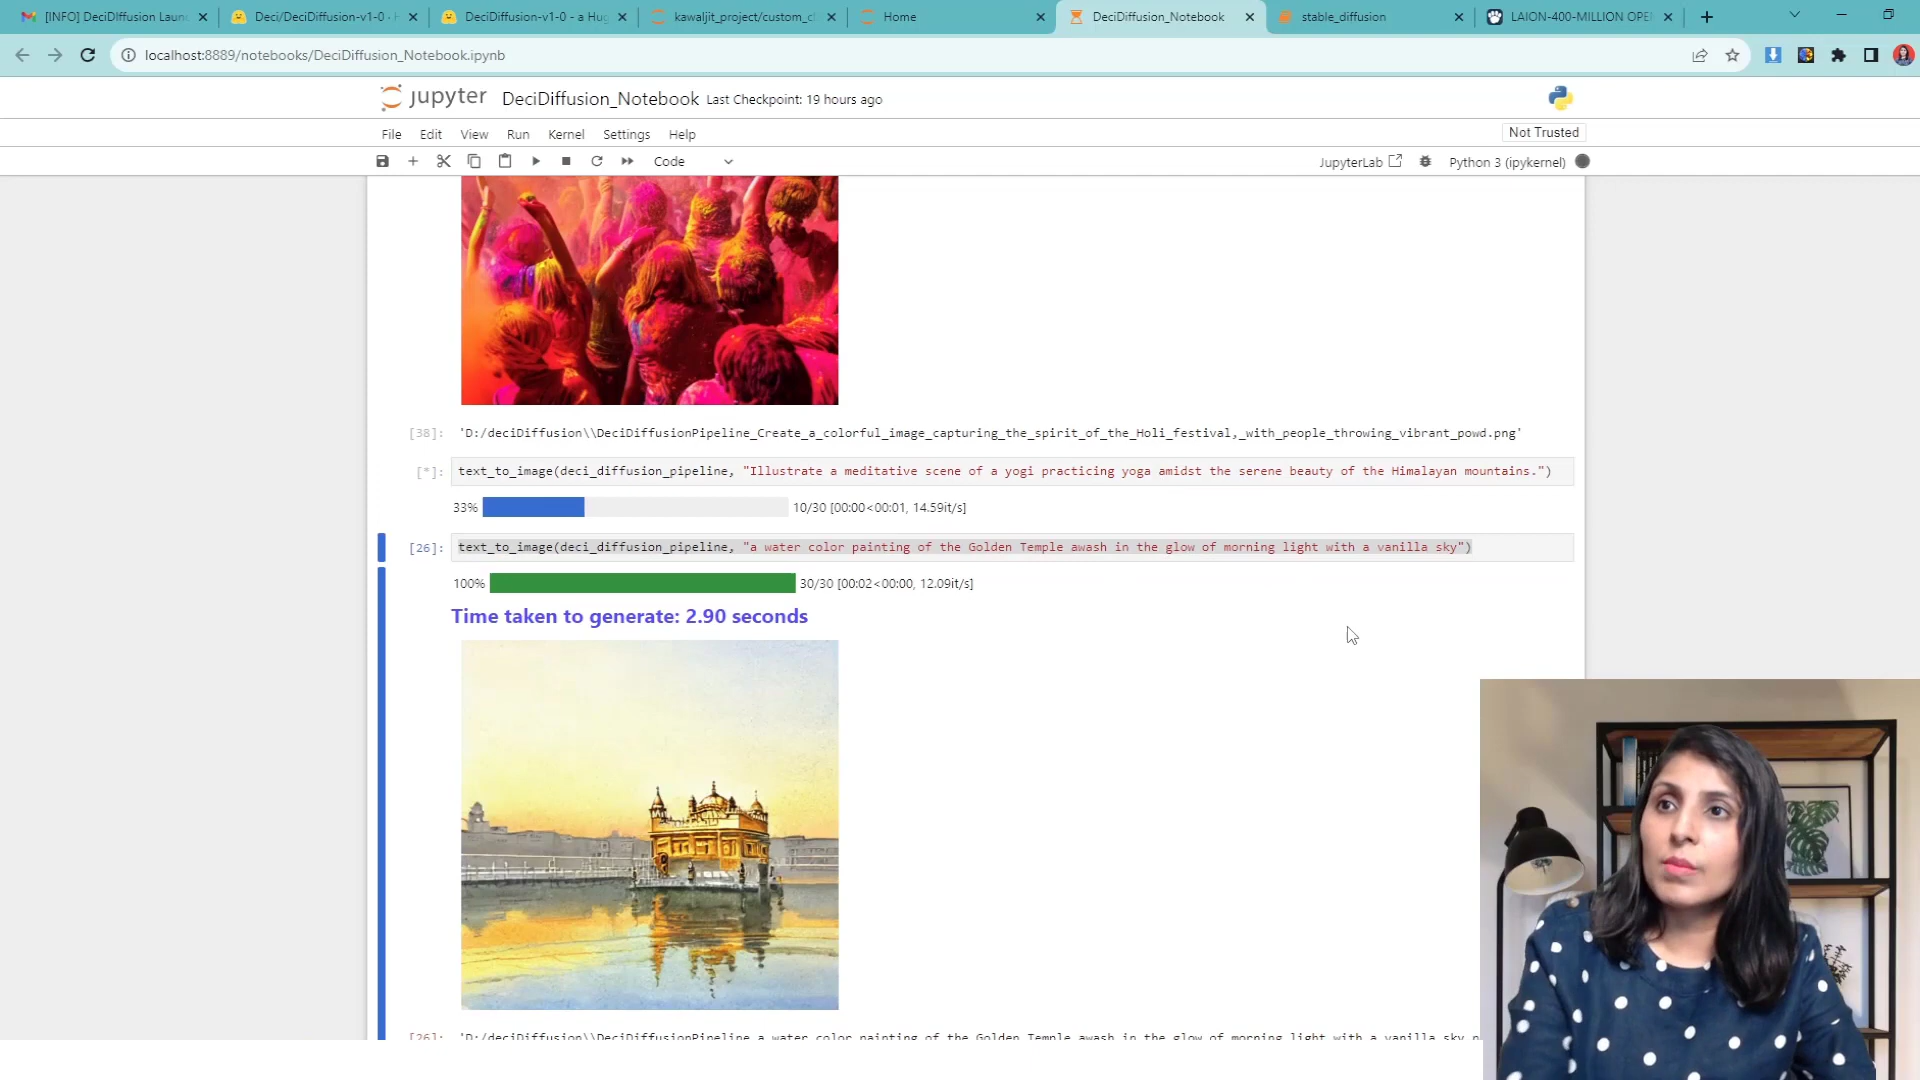 [INFO] DeciDIffusion Laun
Deci/DeciDiffusion-v1-0 ·
DeciDiffusion-v1-0 - a Hug
kawaljit_project/custom_c
Home
DeciDiffusion_Notebook
stable_diffusion
LAION-400-MILLION OPE
localhost:8889/notebooks/DeciDiffusion_Notebook.ipynb
jupyter DeciDiffusion_Notebook Last Checkpoint: 19 hours ago
File Edit View Run Kernel Settings Help
Not Trusted
Code
JupyterLab
Python 3 (ipykernel)
[38]: 'D:/deciDiffusion\\DeciDiffusionPipeline_Create_a_colorful_image_capturing_the_spirit_of_the_Holi_festival,_with_people_throwing_vibrant_powd.png'
[*]: text_to_image(deci_diffusion_pipeline, "Illustrate a meditative scene of a yogi practicing yoga amidst the serene beauty of the Himalayan mountains.")
33% 10/30 [00:00<00:01, 14.59it/s]
[26]: text_to_image(deci_diffusion_pipeline, "a water color painting of the Golden Temple awash in the glow of morning light with a vanilla sky")
100% 30/30 [00:02<00:00, 12.09it/s]
Time taken to generate: 2.90 seconds
[26]: 'D:/deciDiffusion\\DeciDiffusionPipeline_a_water_color_painting_of_the_Golden_Temple_awash_in_the_glow_of_morning_light_with_a_vanilla_sky